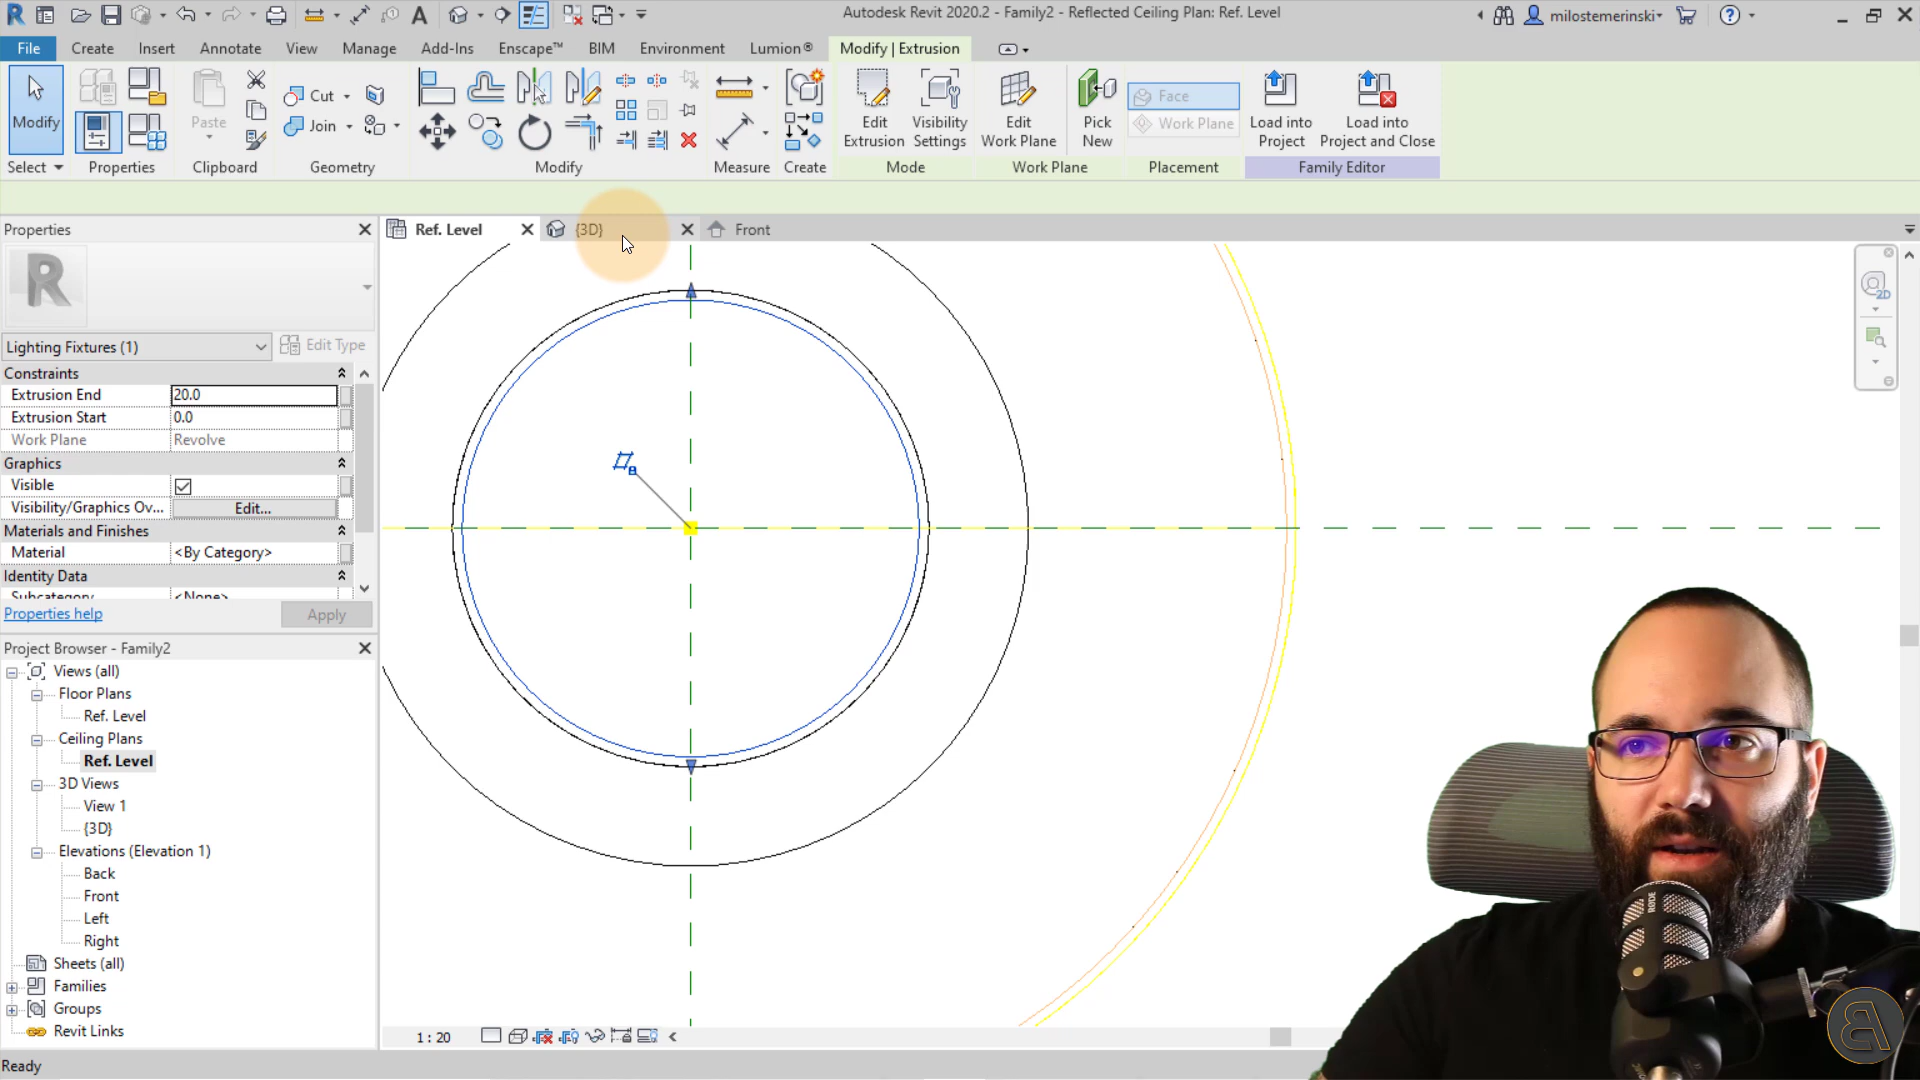 Autodesk Revit 2020.2 - Family2 - Reflected Ceiling Plan: Ref. Level
milostemerinski
File Create Insert Annotate View Manage Add-Ins Enscape™ BIM Environment Lumion® Modify | Extrusion
Modify
Paste
Cut
Join
Edit Extrusion
Visibility Settings
Edit Work Plane
Pick New
Face
Work Plane
Load into Project
Load into Project and Close
Select Properties Clipboard Geometry Modify Measure Create Mode Work Plane Placement Family Editor
Properties
Ref. Level
{3D}
Front
R
2D
Lighting Fixtures (1)
Edit Type
Constraints
Extrusion End 20.0
Extrusion Start 0.0
Work Plane Revolve
Graphics
Visible
Visibility/Graphics Ov... Edit...
Materials and Finishes
Material <By Category>
Identity Data
Subcategory <None>
Properties help Apply
Project Browser - Family2
Views (all)
Floor Plans
Ref. Level
Ceiling Plans
Ref. Level
3D Views
View 1
{3D}
Elevations (Elevation 1)
Back
Front
Left
Right
Sheets (all)
Families
Groups
Revit Links
1 : 20
Ready
RØDE